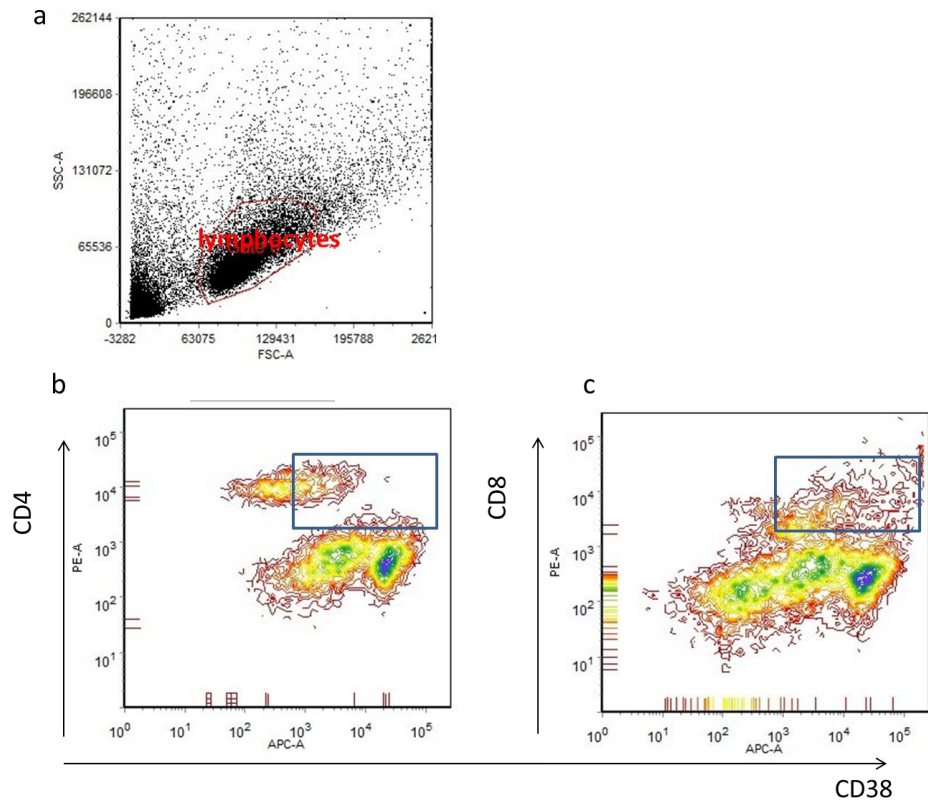 a
262144
196608
131072
65536
0
SSC-A
lymphocytes
-3282 63075 129431 195788 2621
FSC-A
b
CD4
PE-A
10^5
10^4
10^3
10^2
10^1
10^0 10^1 10^2 10^3 10^4 10^5
APC-A
c
CD8
PE-A
10^5
10^4
10^3
10^2
10^1
10^0 10^1 10^2 10^3 10^4 10^5
APC-A
CD38